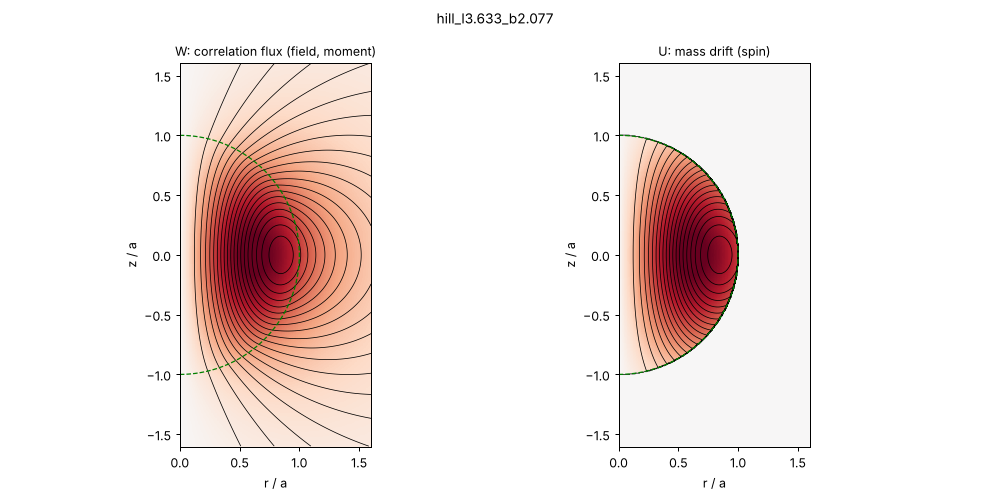 hill_l3.633_b2.077
W: correlation flux (field, moment)
1.5
1.0
0.5
0.0
−0.5
−1.0
−1.5
z / a
0.0 0.5 1.0 1.5
r / a
U: mass drift (spin)
1.5
1.0
0.5
0.0
−0.5
−1.0
−1.5
z / a
0.0 0.5 1.0 1.5
r / a